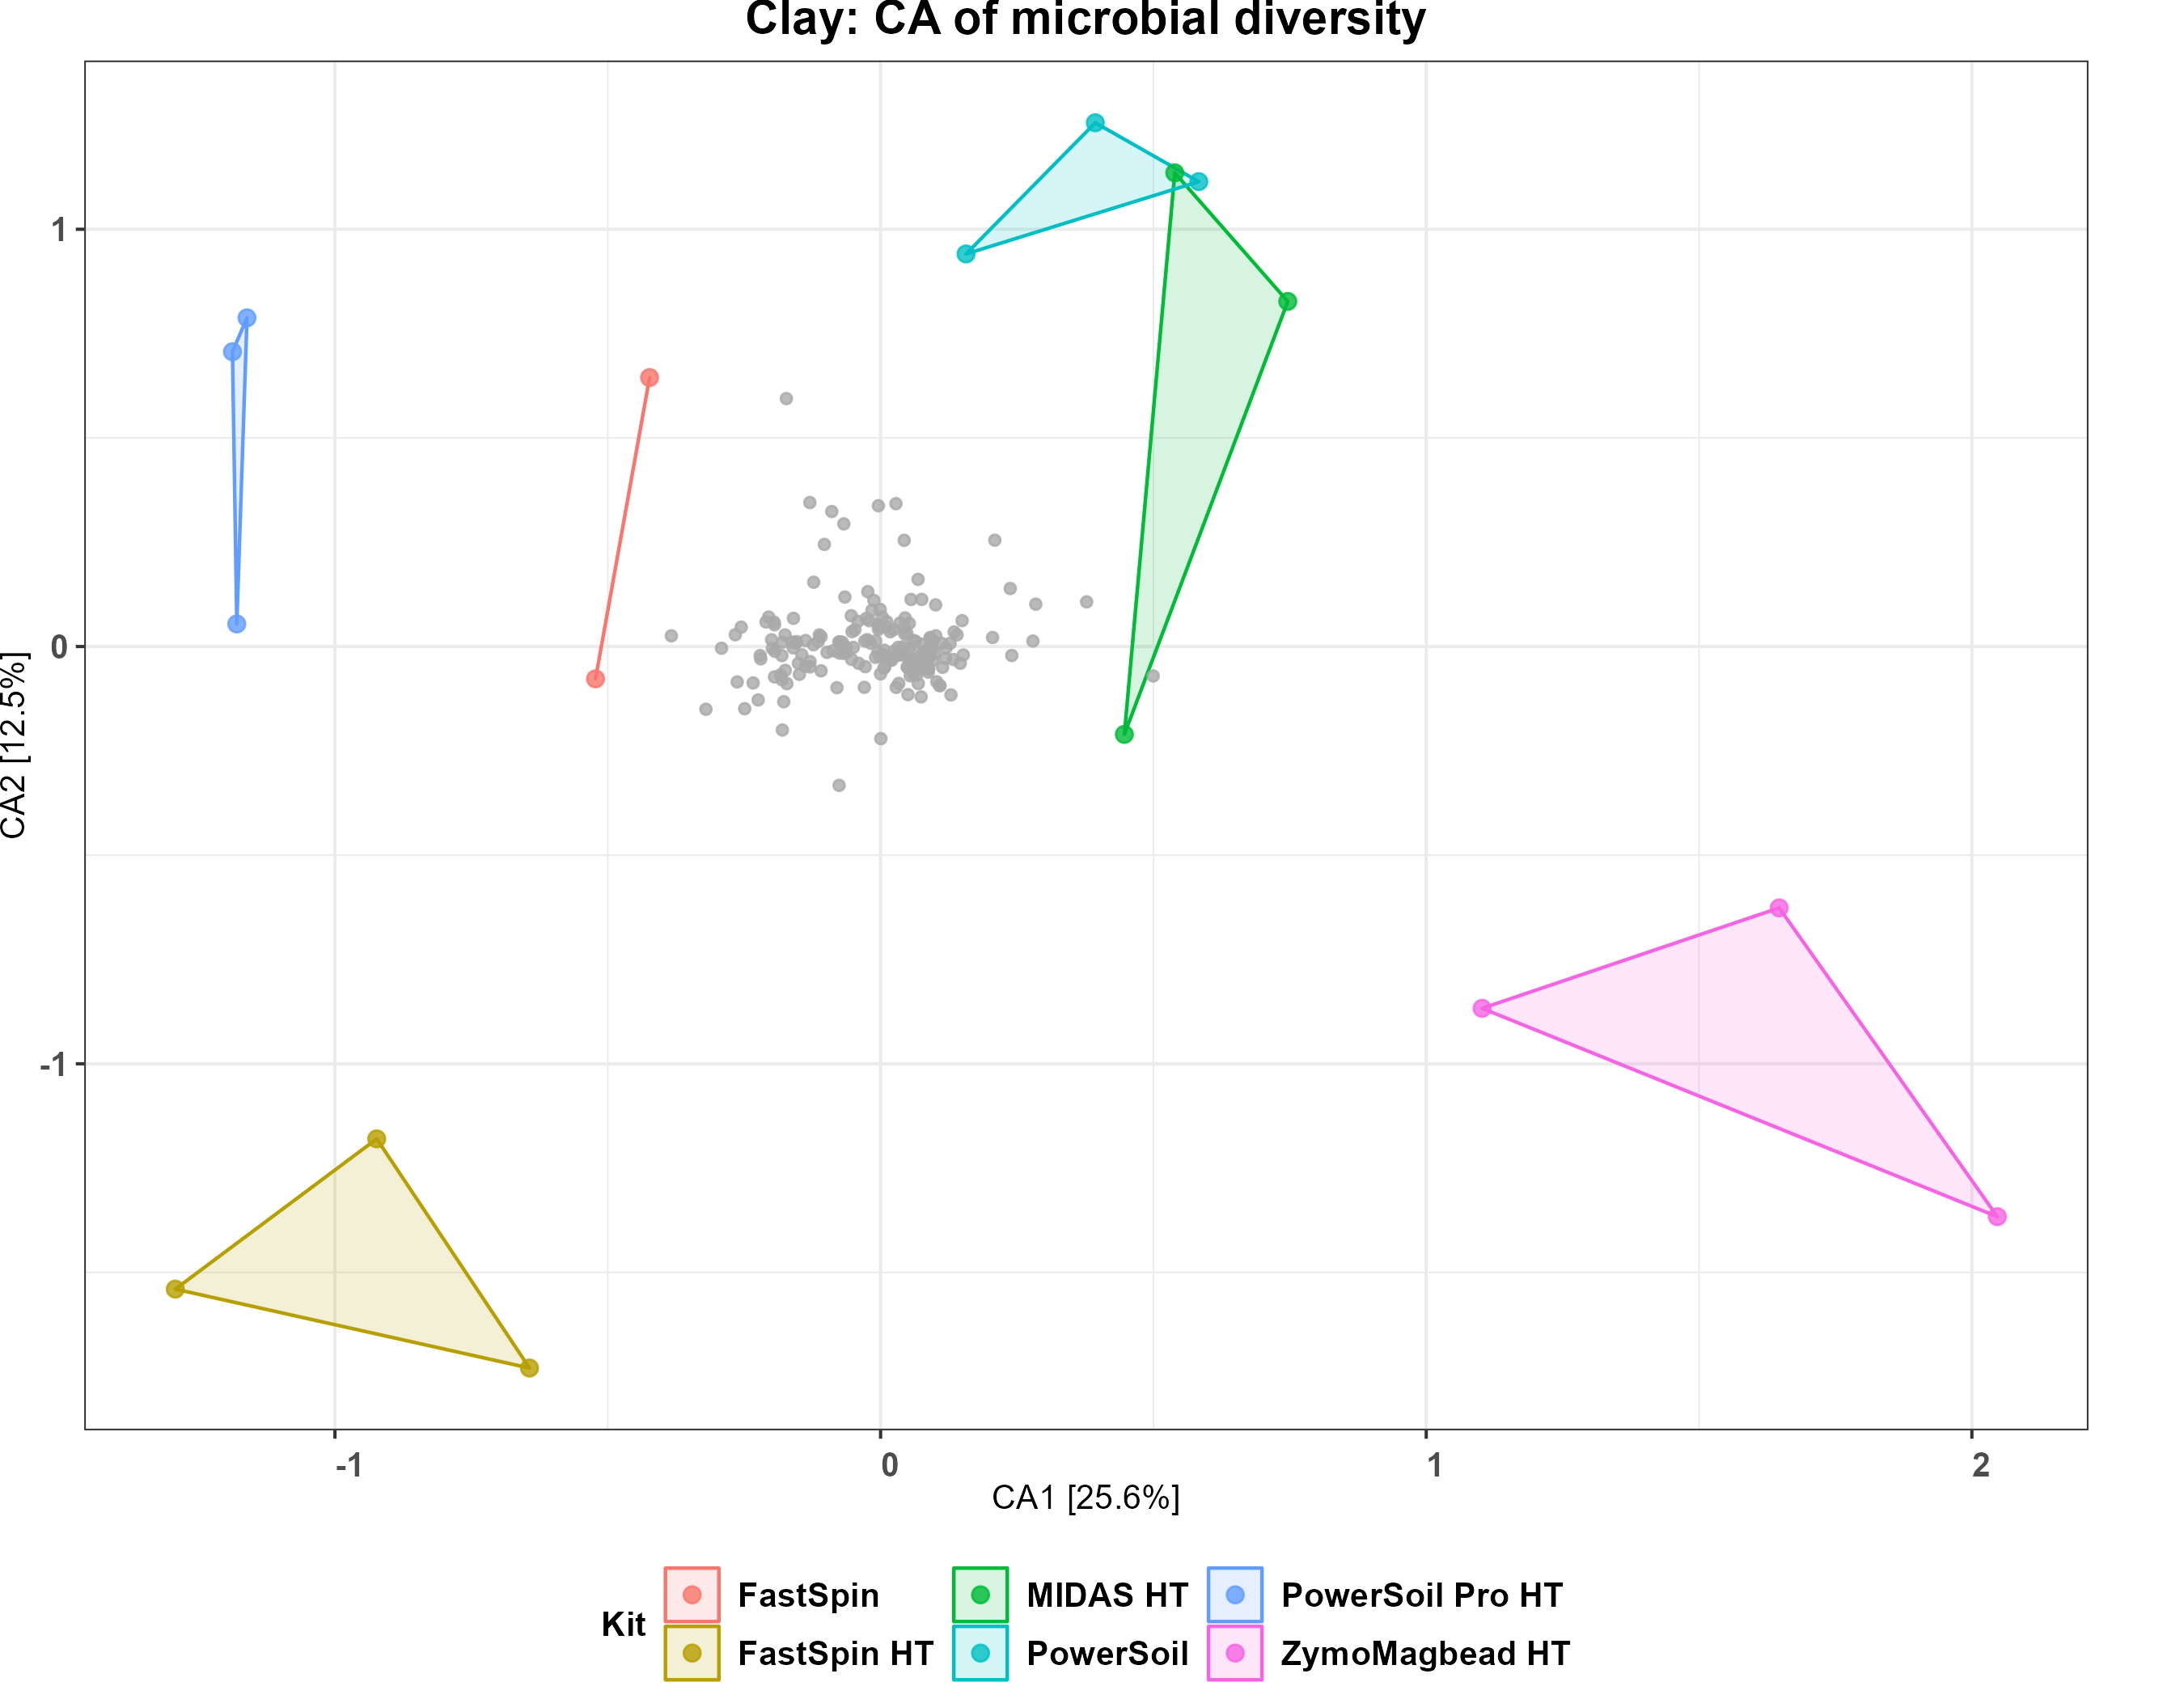 Clay: CA of microbial diversity
1
0
-1
CA2 [12.5%]
-1 0 1 2
CA1 [25.6%]
Kit
FastSpin MIDAS HT PowerSoil Pro HT
FastSpin HT PowerSoil ZymoMagbead HT